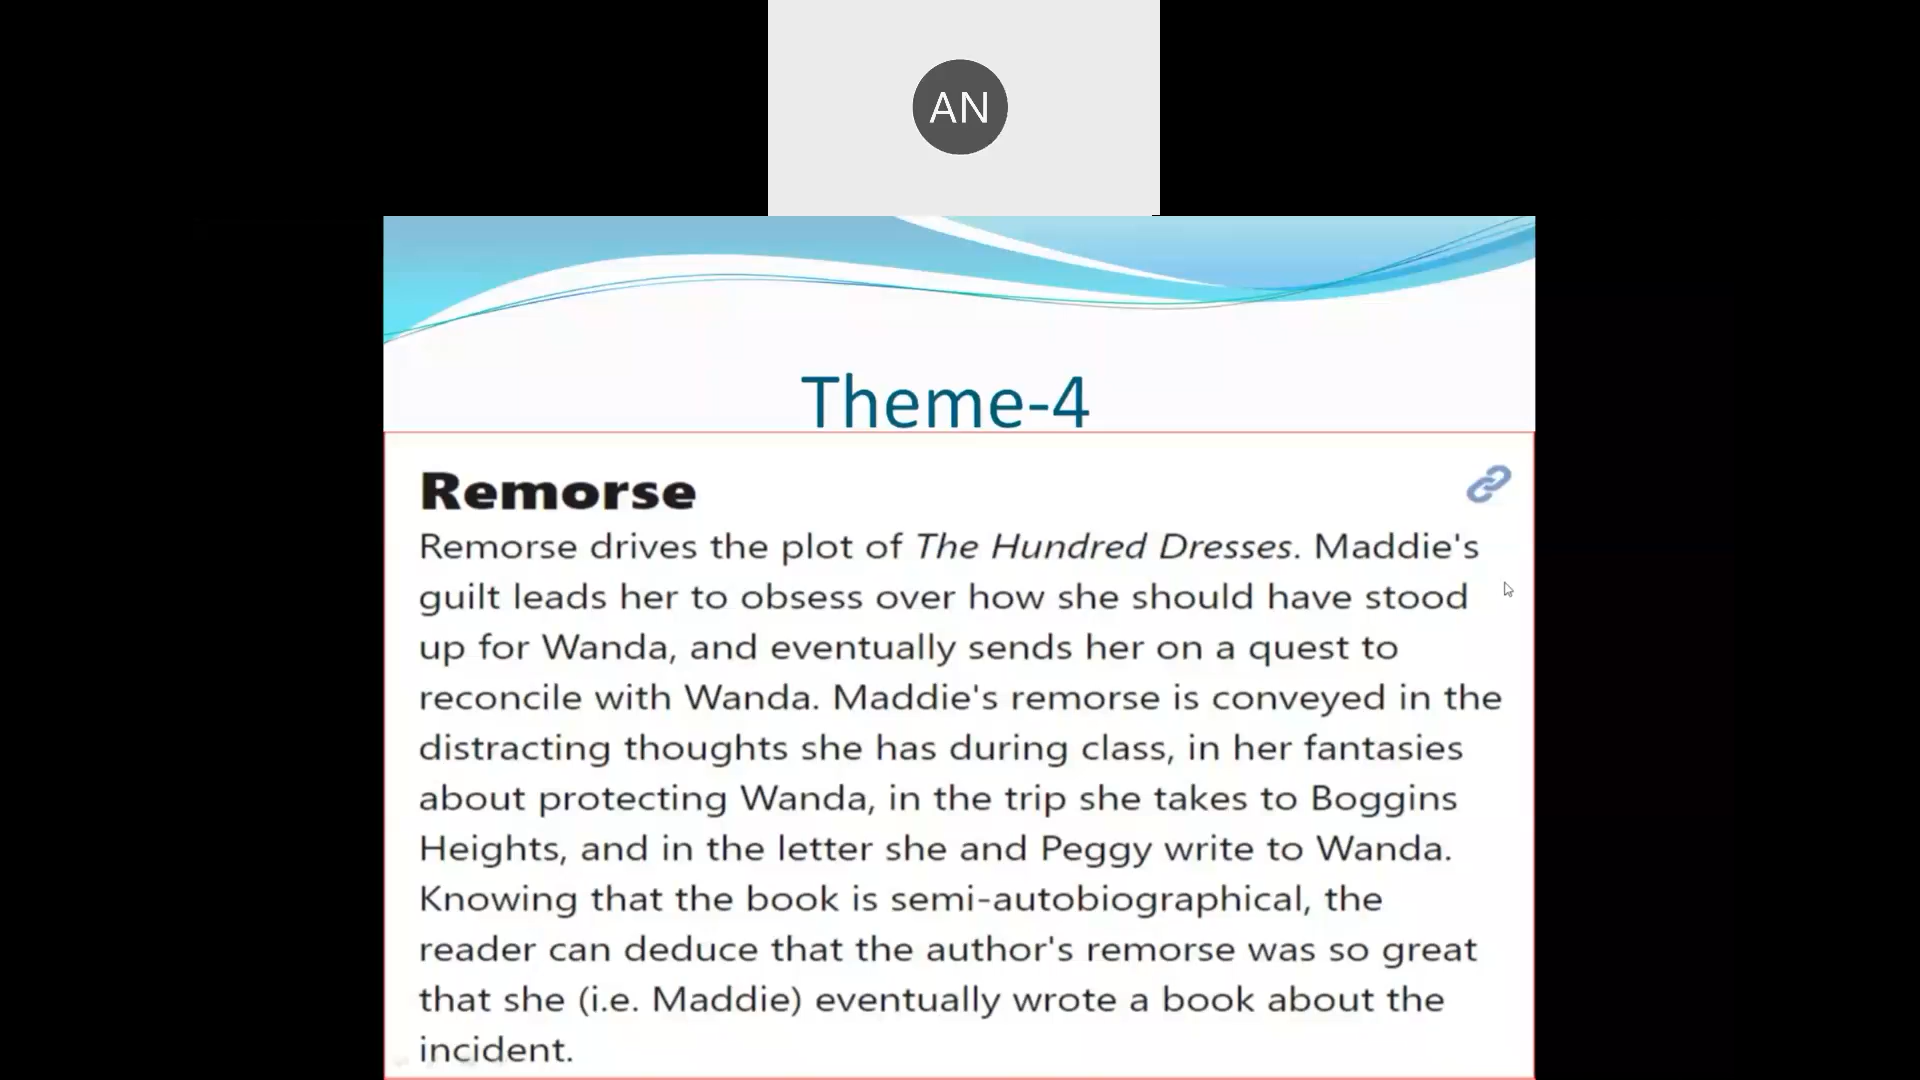 AN
Theme-4
Remorse
Remorse drives the plot of The Hundred Dresses. Maddie's
guilt leads her to obsess over how she should have stood
up for Wanda, and eventually sends her on a quest to
reconcile with Wanda. Maddie's remorse is conveyed in the
distracting thoughts she has during class, in her fantasies
about protecting Wanda, in the trip she takes to Boggins
Heights, and in the letter she and Peggy write to Wanda.
Knowing that the book is semi-autobiographical, the
reader can deduce that the author's remorse was so great
that she (i.e. Maddie) eventually wrote a book about the
incident.